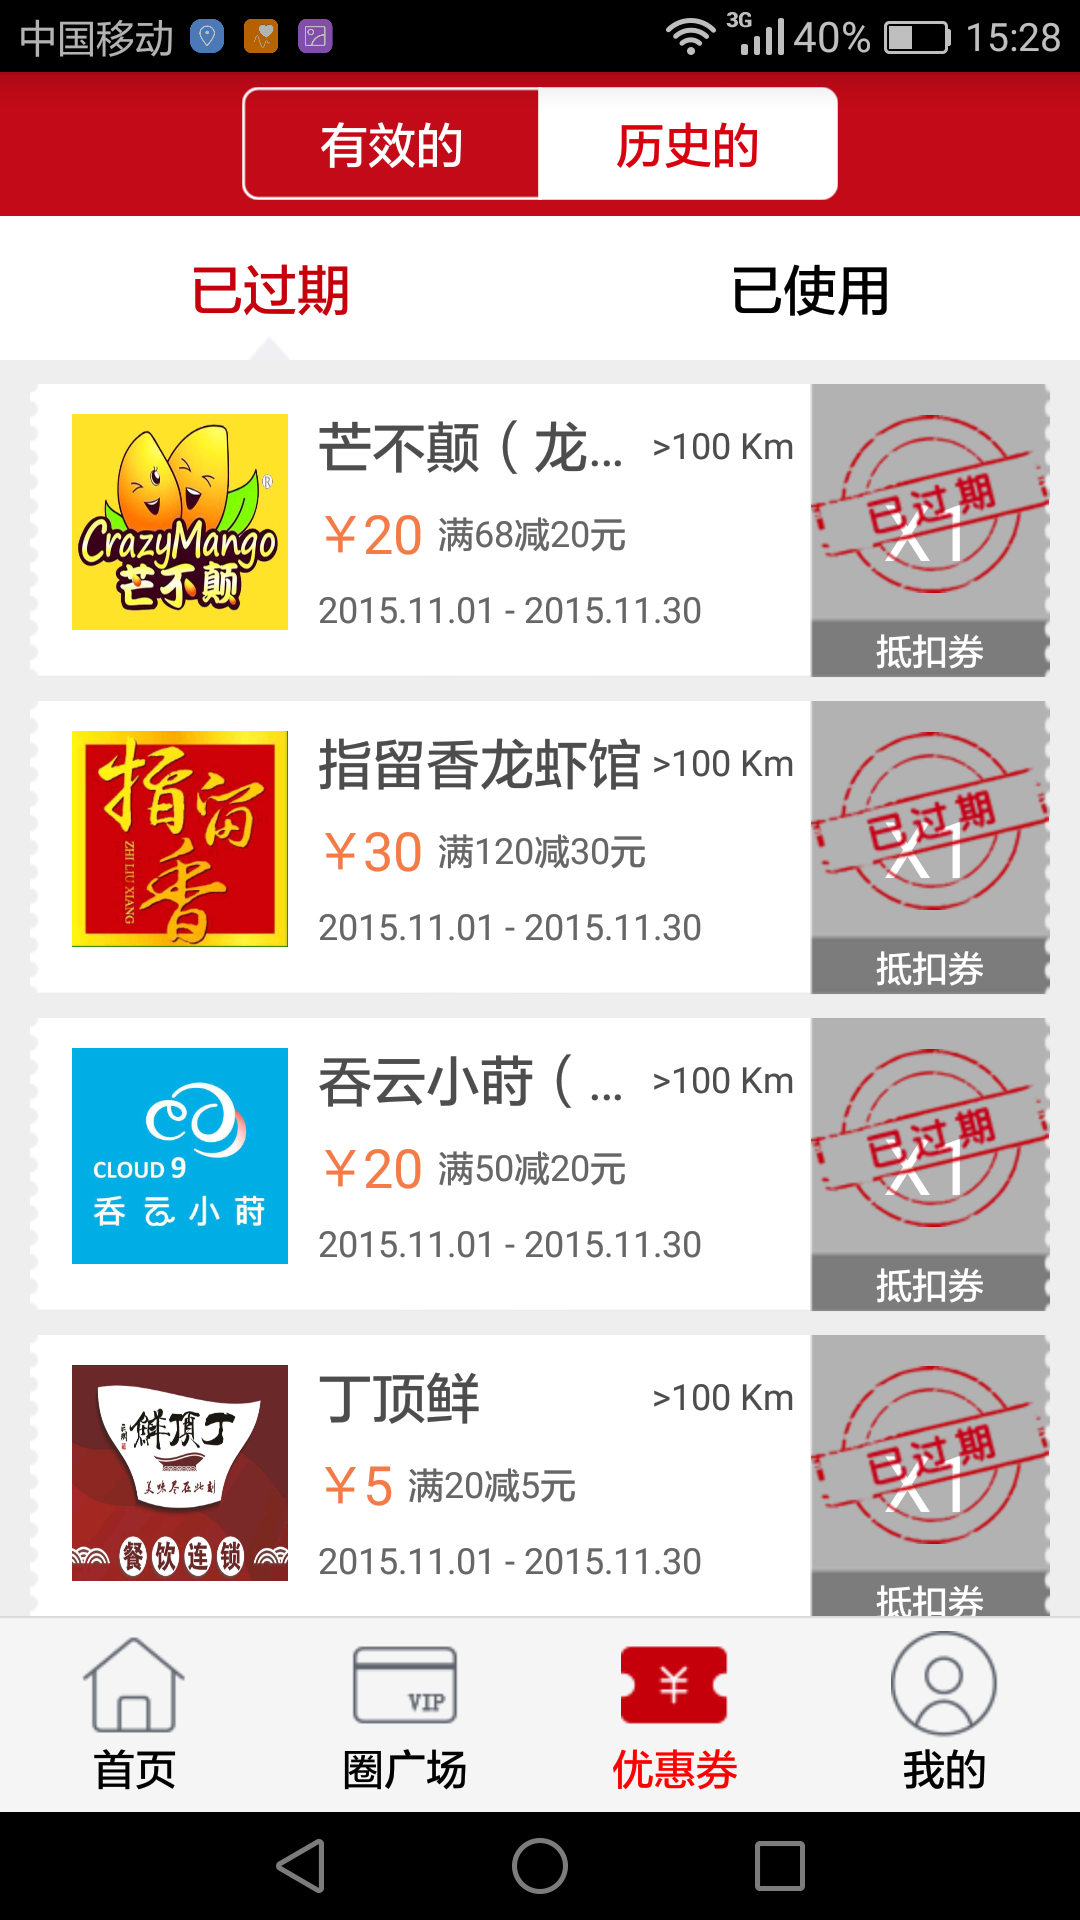 中国移动 3G 40% 15:28
有效的 历史的
已过期 已使用
CrazyMango®
芒不颠
芒不颠（龙... >100 Km
￥20 满68减20元
2015.11.01 - 2015.11.30
已过期
X1
抵扣券
指留香
ZHI LIU XIANG
指留香龙虾馆 >100 Km
￥30 满120减30元
2015.11.01 - 2015.11.30
已过期
X1
抵扣券
CLOUD 9
吞云小莳
吞云小莳（... >100 Km
￥20 满50减20元
2015.11.01 - 2015.11.30
已过期
X1
抵扣券
鲜顶丁
美味尽在此刻
餐饮连锁
丁顶鲜 >100 Km
￥5 满20减5元
2015.11.01 - 2015.11.30
已过期
X1
抵扣券
VIP ¥
首页 圈广场 优惠券 我的